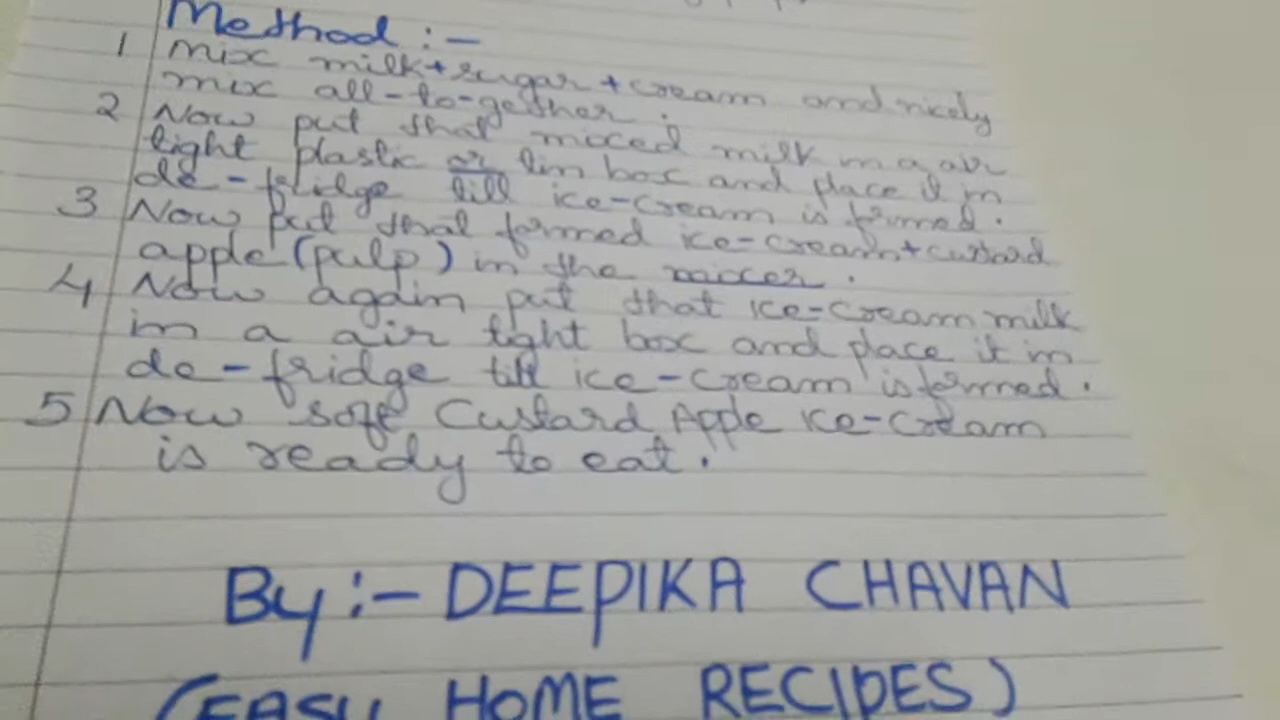 Method :-
1 Mix milk+sugar+cream and nicely
mix all-to-gether.
2 Now put that mixed milk in a air
tight plastic or tin box and place it in
de-fridge till ice-cream is formed.
3 Now put that formed ice-cream+custard
apple (pulp) in the mixer.
4 Now again put that ice-cream milk
in a air tight box and place it in
de-fridge till ice-cream is formed.
5 Now soft Custard Apple ice-cream
is ready to eat.
By:- DEEPIKA CHAVAN
(EASY HOME RECIPES)